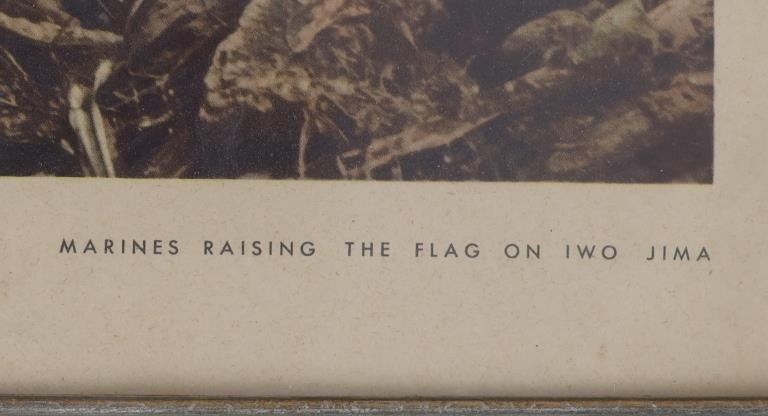 MARINES RAISING THE FLAG ON IWO JIMA